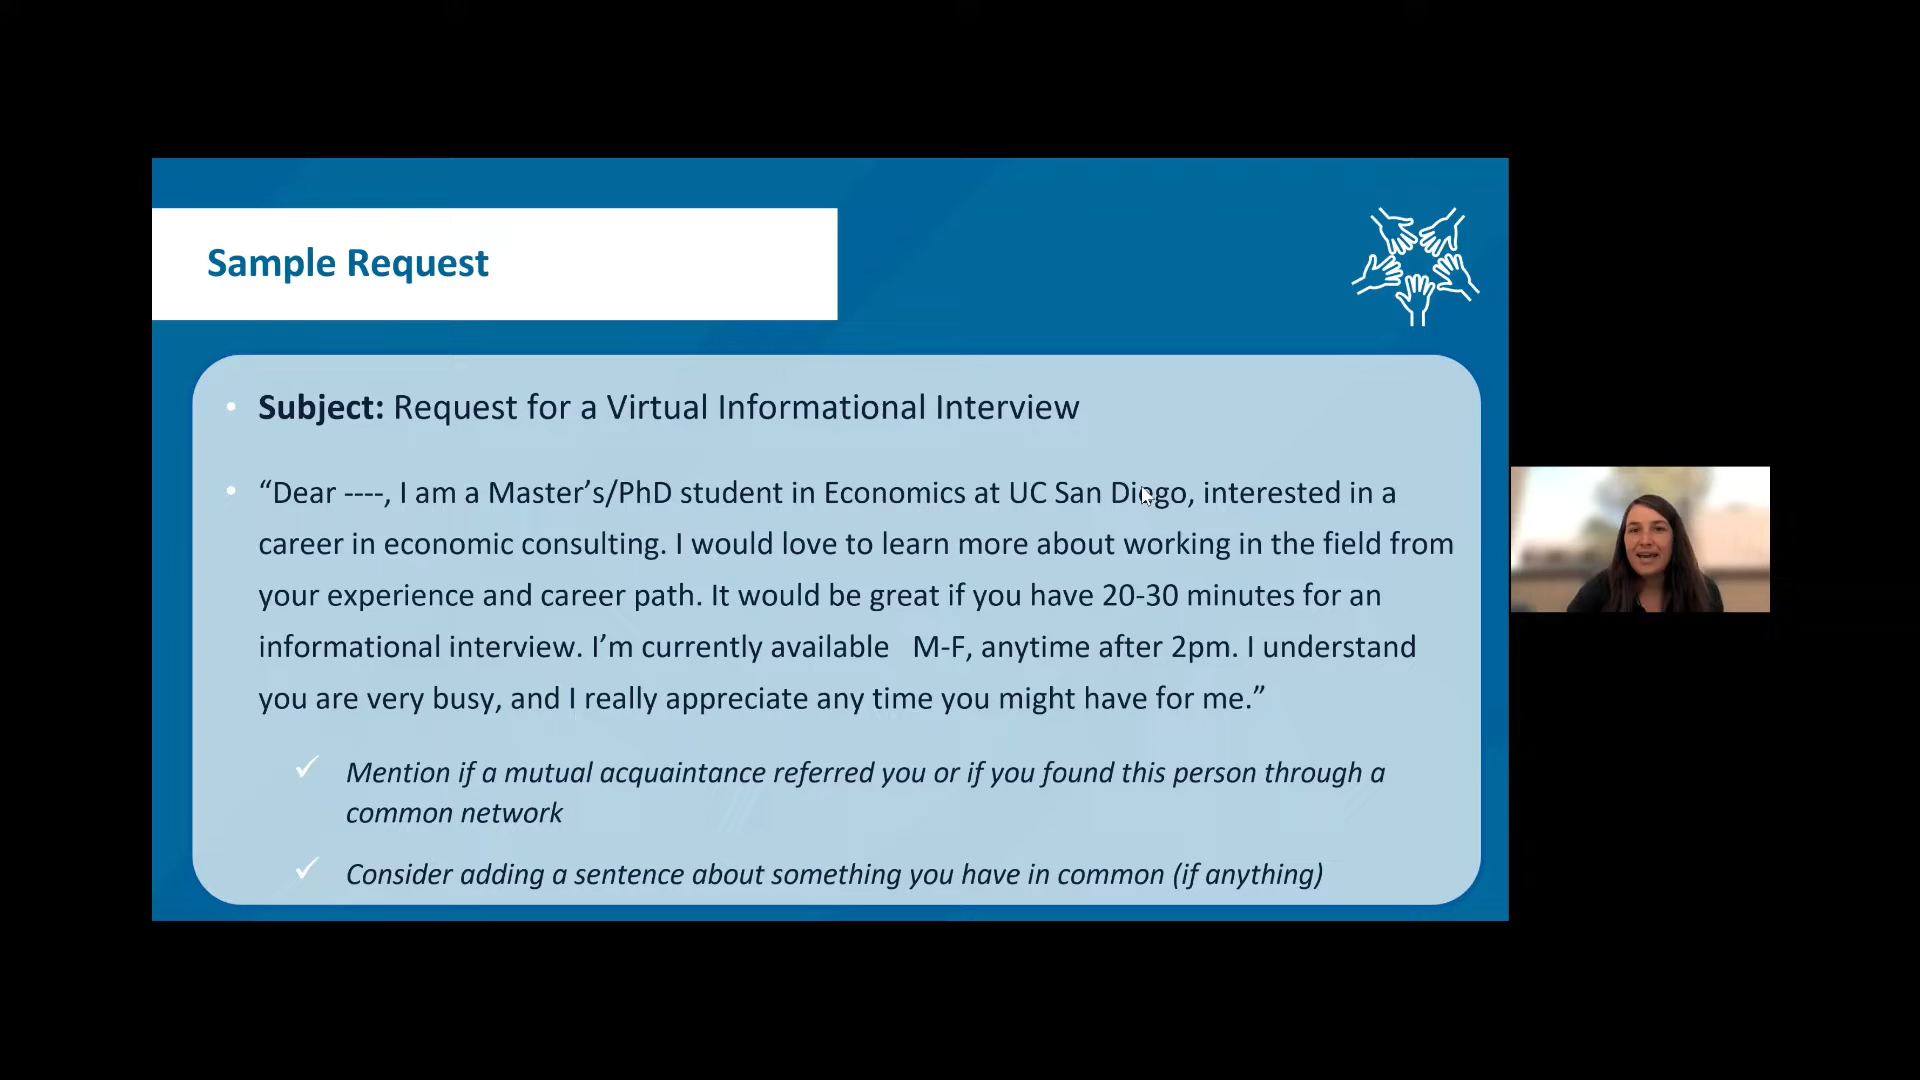 Sample Request
• Subject: Request for a Virtual Informational Interview
• “Dear ----, I am a Master’s/PhD student in Economics at UC San Diego, interested in a
career in economic consulting. I would love to learn more about working in the field from
your experience and career path. It would be great if you have 20-30 minutes for an
informational interview. I’m currently available   M-F, anytime after 2pm. I understand
you are very busy, and I really appreciate any time you might have for me.”
✓ Mention if a mutual acquaintance referred you or if you found this person through a
common network
✓ Consider adding a sentence about something you have in common (if anything)